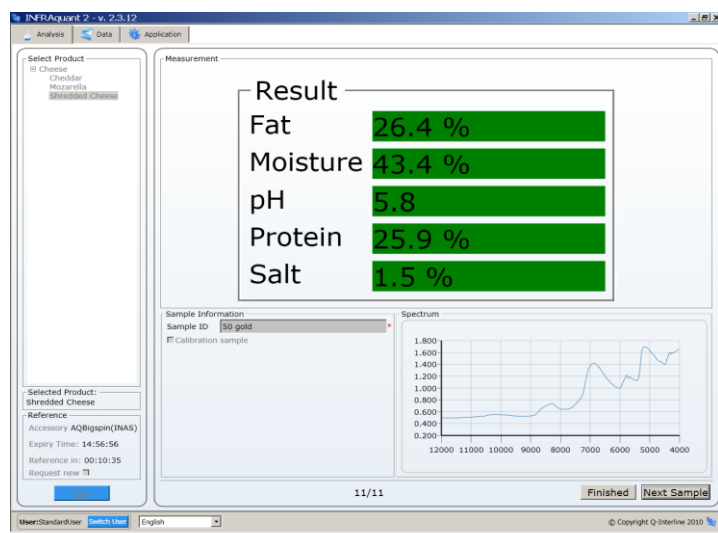 INFRAquant 2 - v. 2.3.12
Analysis Data Application
Select Product
Cheese
Cheddar
Mozarella
Shredded Cheese
Measurement
Result
Fat 26.4 %
Moisture 43.4 %
pH 5.8
Protein 25.9 %
Salt 1.5 %
Sample Information
Sample ID 50 gold *
Calibration sample
Spectrum
1.800
1.600
1.400
1.200
1.000
0.800
0.600
0.400
0.200
12000 11000 10000 9000 8000 7000 6000 5000 4000
Selected Product:
Shredded Cheese
Reference
Accessory AQBigspin(INAS)
Expiry Time: 14:56:56
Reference in: 00:10:35
Request new
11/11
Finished Next Sample
User:StandardUser Switch User English © Copyright Q-Interline 2010